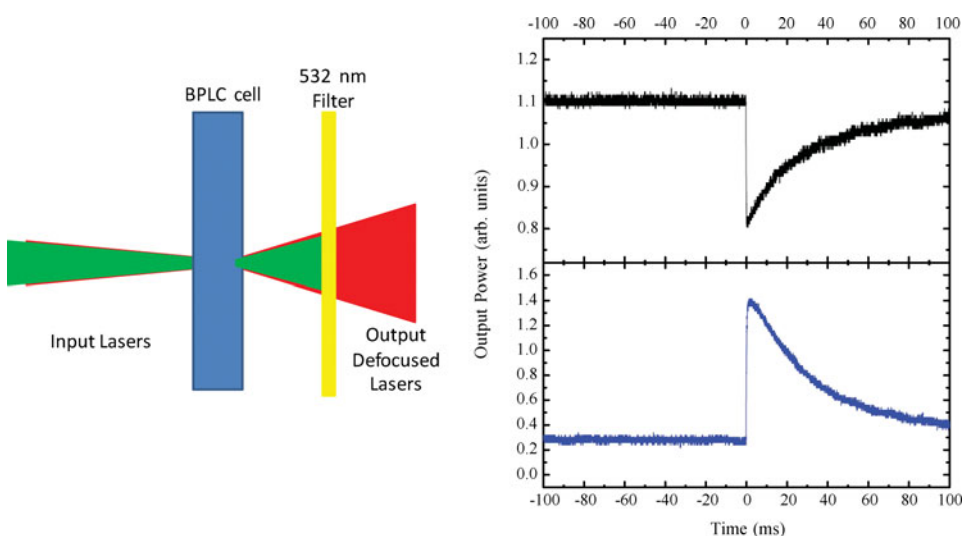 BPLC cell
532 nm
Filter
Input Lasers
Output
Defocused
Lasers
-100 -80 -60 -40 -20 0 20 40 60 80 100
1.2
1.1
1.0
0.9
0.8
1.6
1.4
1.2
1.0
0.8
0.6
0.4
0.2
0.0
Output Power (arb. units)
-100 -80 -60 -40 -20 0 20 40 60 80 100
Time (ms)